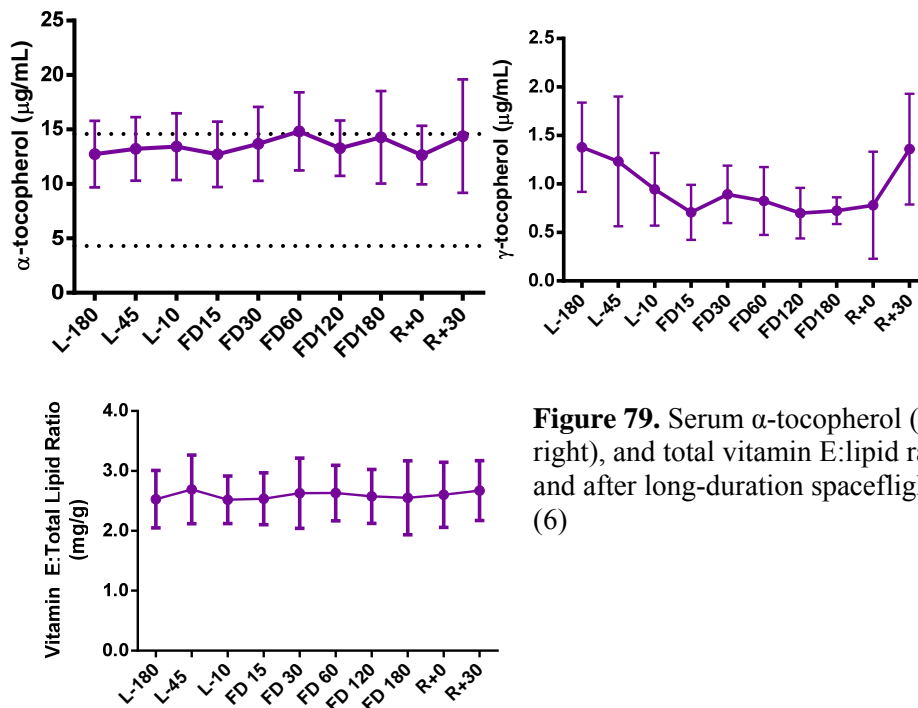 α-tocopherol (μg/mL)
25
20
15
10
5
0
L-180 L-45 L-10 FD15 FD30 FD60 FD120 FD180 R+0 R+30
γ-tocopherol (μg/mL)
2.5
2.0
1.5
1.0
0.5
0.0
L-180 L-45 L-10 FD15 FD30 FD60 FD120 FD180 R+0 R+30
Vitamin E:Total Lipid Ratio
(mg/g)
4.0
3.0
2.0
1.0
0.0
L-180 L-45 L-10 FD 15 FD 30 FD 60 FD 120 FD 180 R+0 R+30
Figure 79. Serum α-tocopherol (
right), and total vitamin E:lipid
and after long-duration
(6)